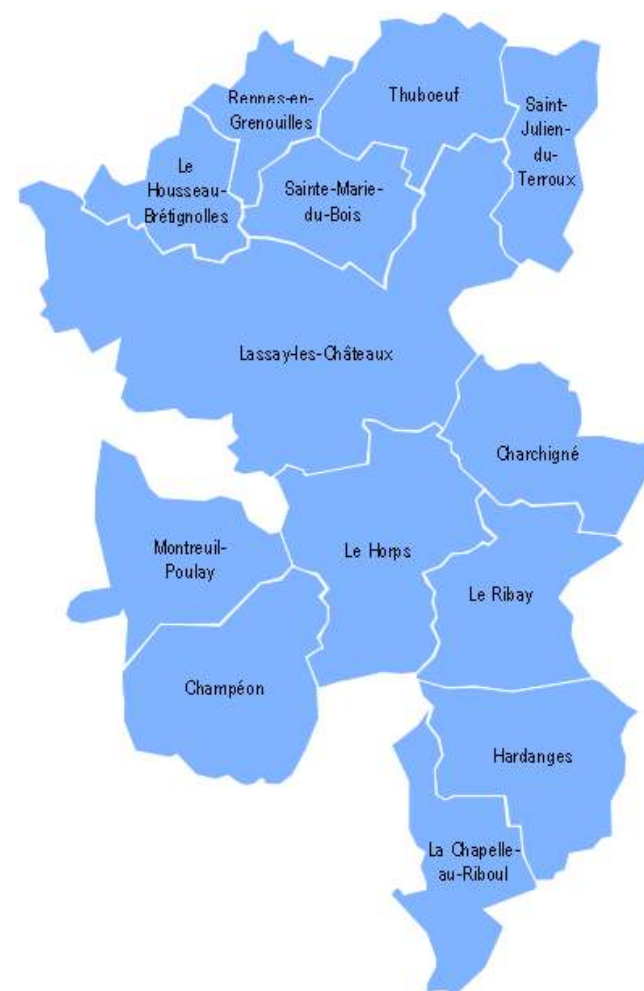 Rennes-en-
Grenouilles
Thuboeuf
Saint-
Julien-
du-
Terroux
Le
Housseau-
Brétignolles
Sainte-Marie-
du-Bois
Lassay-les-Châteaux
Charchigné
Montreuil-
Poulay
Le Horps
Le Ribay
Champéon
Hardanges
La Chapelle-
au-Riboul